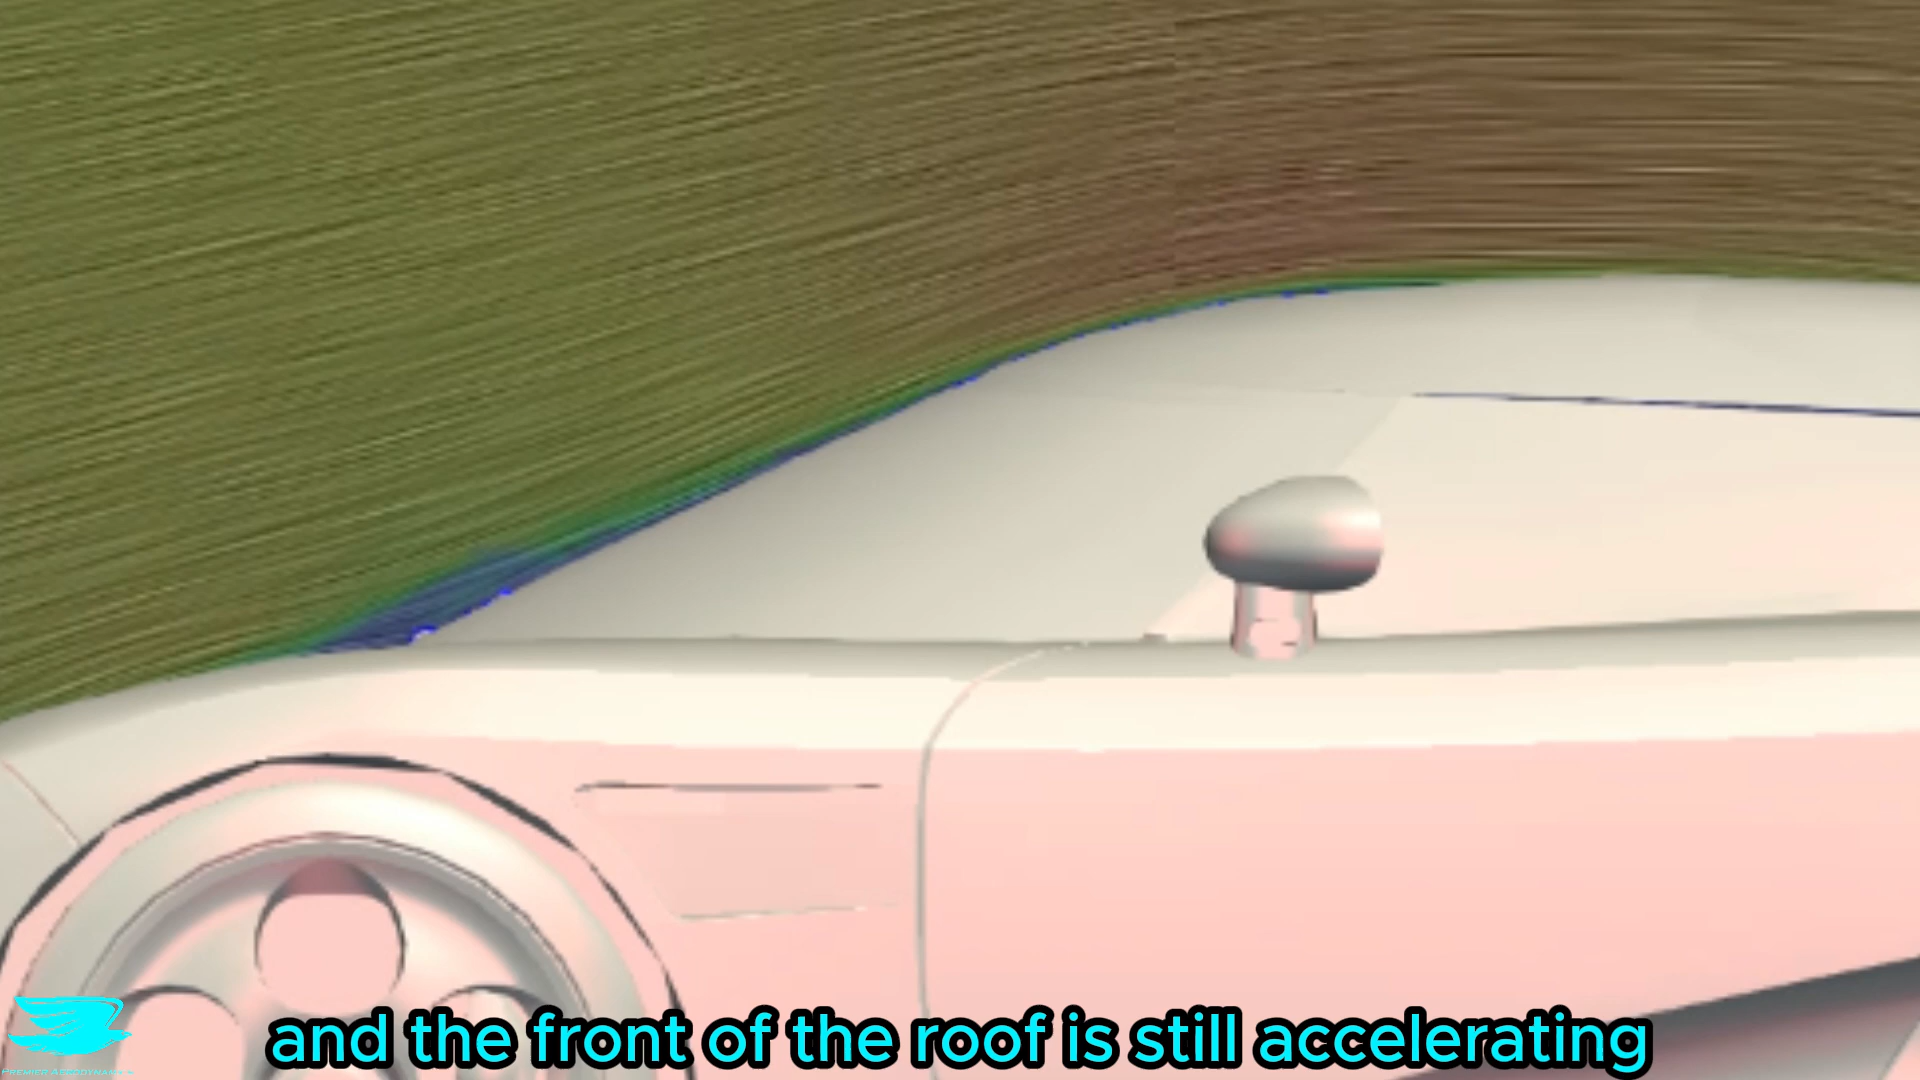 and the front of the roof is still accelerating